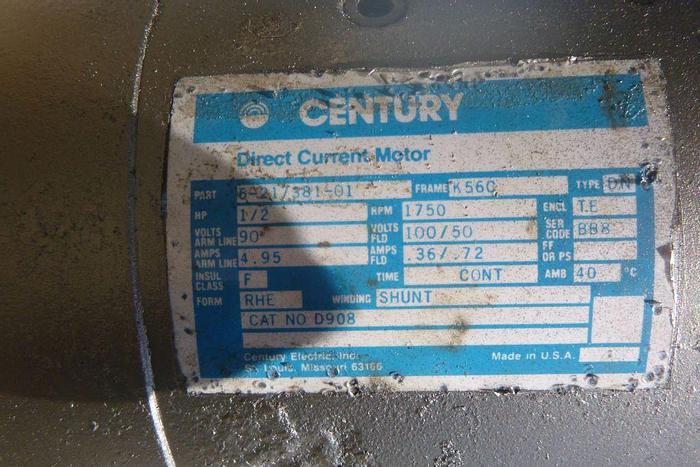 CENTURY
Direct Current Motor
PART 6-217381-01 FRAME K56C TYPE DN
HP 1/2 RPM 1750 ENCL TE
VOLTS ARM LINE 90 VOLTS FLD 100/50 SER CODE BB8
AMPS ARM LINE 4.95 AMPS FLD .36/.72 FF OR PS
INSUL CLASS F TIME CONT AMB 40 °C
FORM RHE WINDING SHUNT
CAT NO D908
Century Electric, Inc.
St. Louis, Missouri 63166 Made in U.S.A.